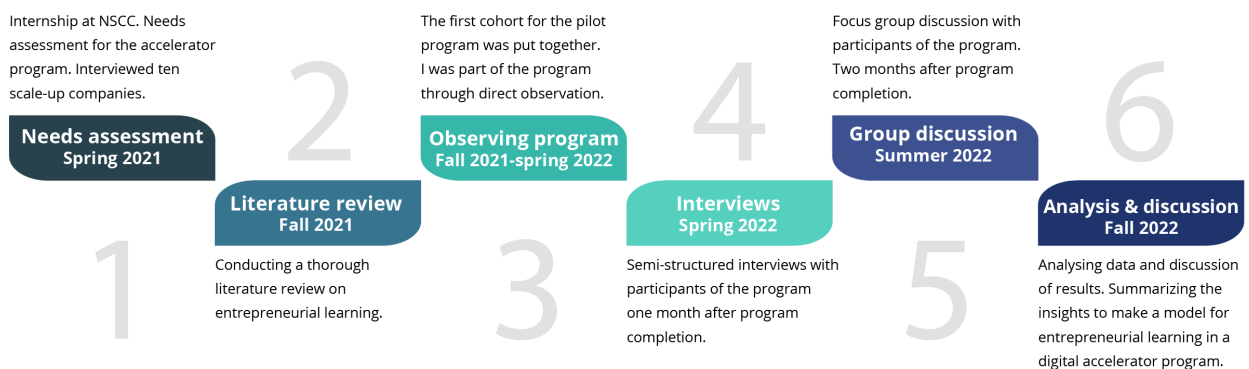 Internship at NSCC. Needs
assessment for the accelerator
program. Interviewed ten
scale-up companies.
Needs assessment
Spring 2021
1
2
Literature review
Fall 2021
Conducting a thorough
literature review on
entrepreneurial learning.
The first cohort for the pilot
program was put together.
I was part of the program
through direct observation.
Observing program
Fall 2021-spring 2022
3
4
Interviews
Spring 2022
Semi-structured interviews with
participants of the program
one month after program
completion.
Focus group discussion with
participants of the program.
Two months after program
completion.
Group discussion
Summer 2022
5
6
Analysis & discussion
Fall 2022
Analysing data and discussion
of results. Summarizing the
insights to make a model for
entrepreneurial learning in a
digital accelerator program.